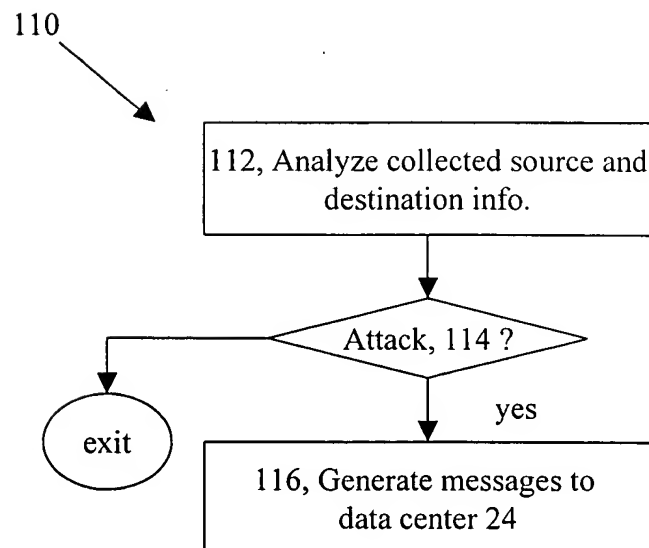 110
112, Analyze collected source and
destination info.
Attack, 114 ?
yes
exit
116, Generate messages to
data center 24